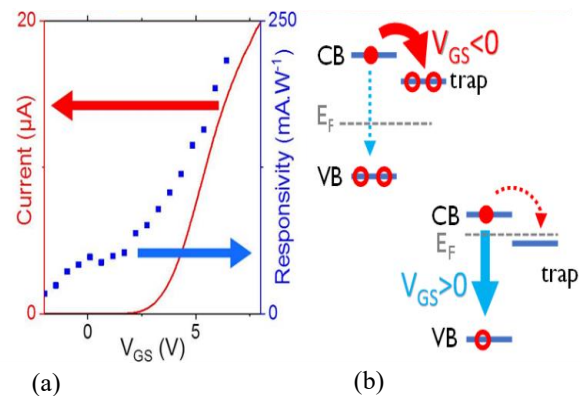 20
250
Current (µA)
Responsivity (mA.W⁻¹)
0
0
0
5
V_GS (V)
(a)
CB
V_GS<0
trap
E_F
VB
CB
E_F
trap
V_GS>0
VB
(b)